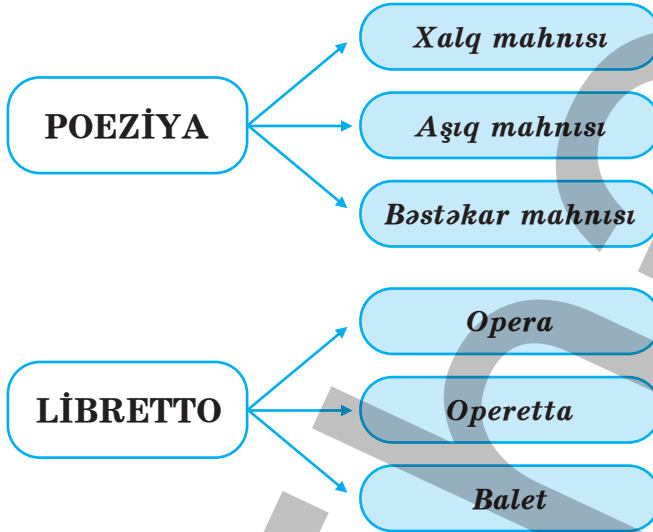 POEZİYA
Xalq mahnısı
Aşıq mahnısı
Bəstəkar mahnısı
LİBRETTO
Opera
Operetta
Balet